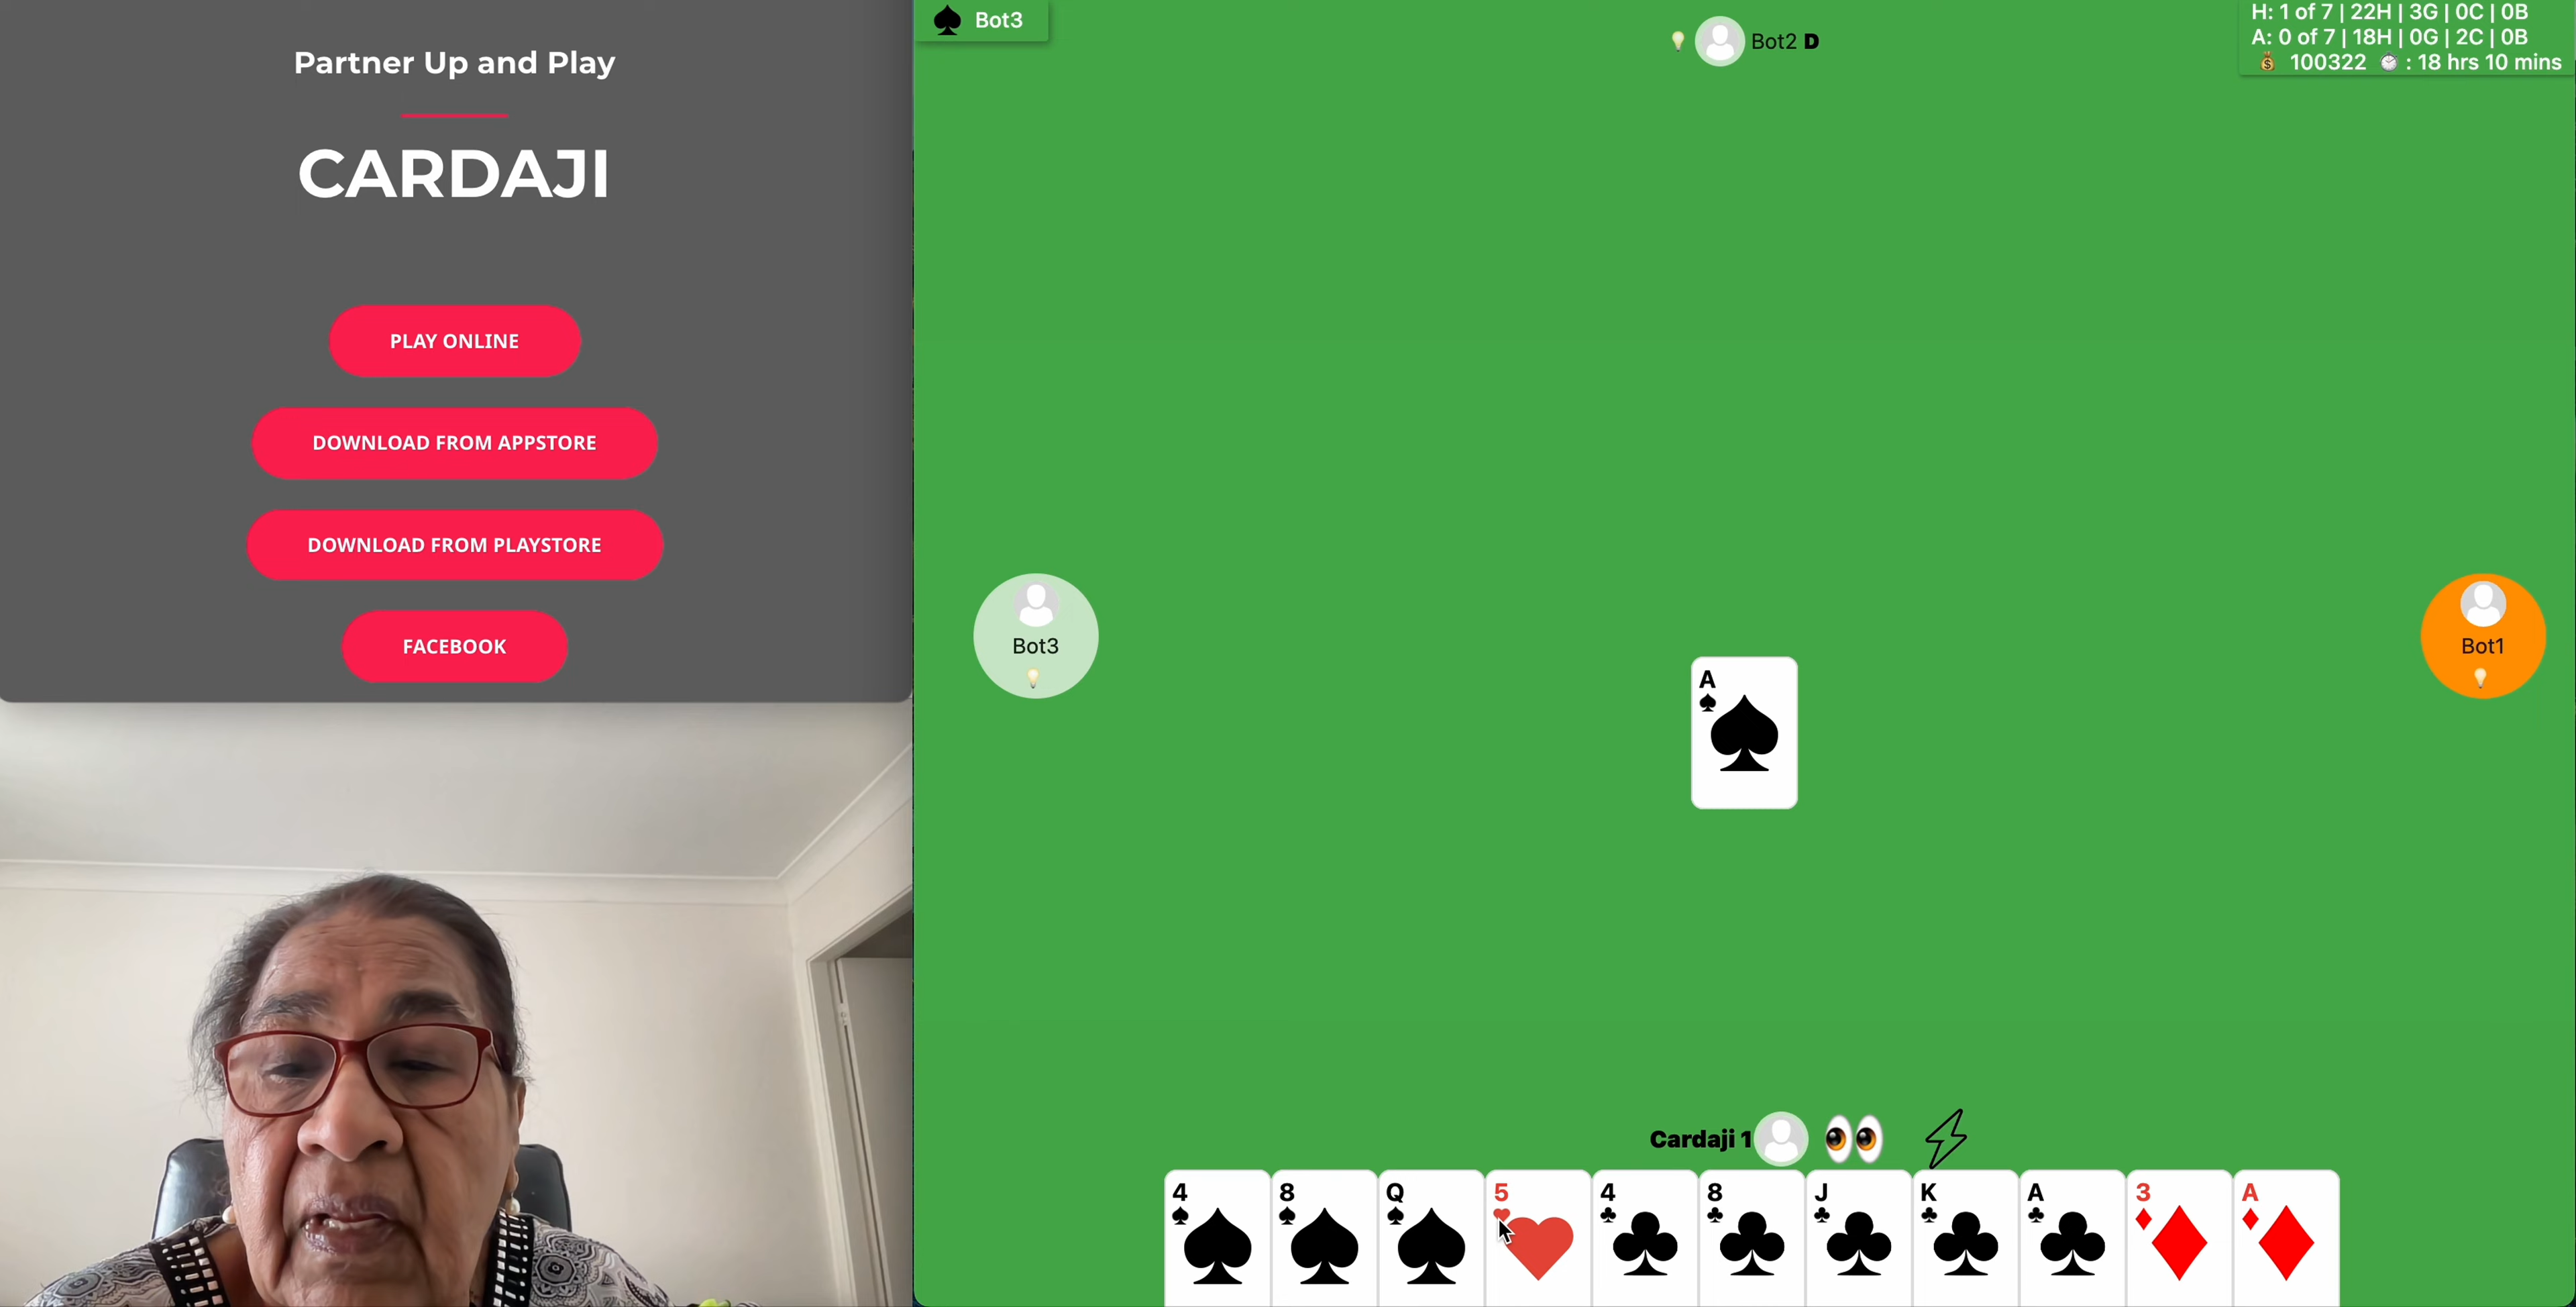 Partner Up and Play
CARDAJI
PLAY ONLINE
DOWNLOAD FROM APPSTORE
DOWNLOAD FROM PLAYSTORE
FACEBOOK
Bot3
Bot2 D
H: 1 of 7 | 22H | 3G | 0C | 0B
A: 0 of 7 | 18H | 0G | 2C | 0B
100322 : 18 hrs 10 mins
Bot3
Bot1
A
Cardaji 1
4 8 Q 5 4 8 J K A 3 A